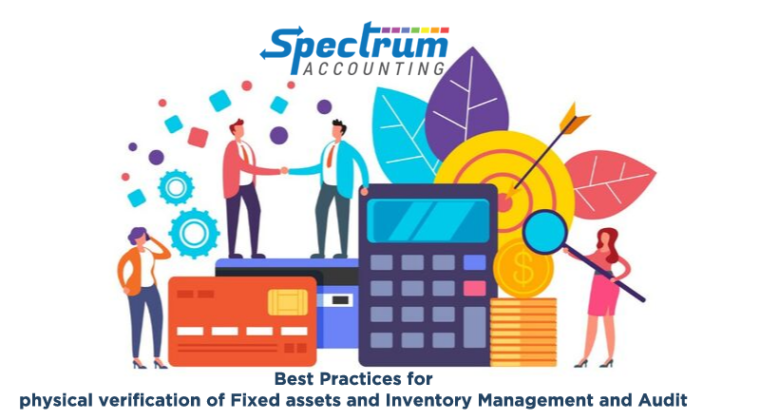 Spectrum
ACCOUNTING
$
Best Practices for
physical verification of Fixed assets and Inventory Management and Audit